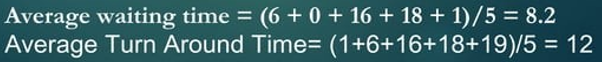 Average waiting time = (6 + 0 + 16 + 18 + 1)/5 = 8.2
Average Turn Around Time= (1+6+16+18+19)/5 = 12